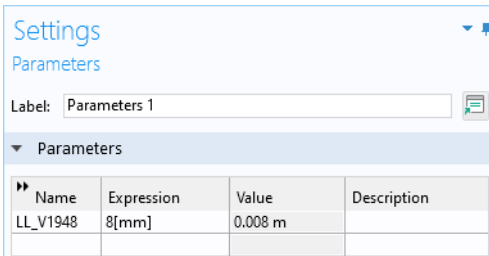 Settings
Parameters
Label: Parameters 1
Parameters
Name Expression Value Description
LL_V1948 8[mm] 0.008 m